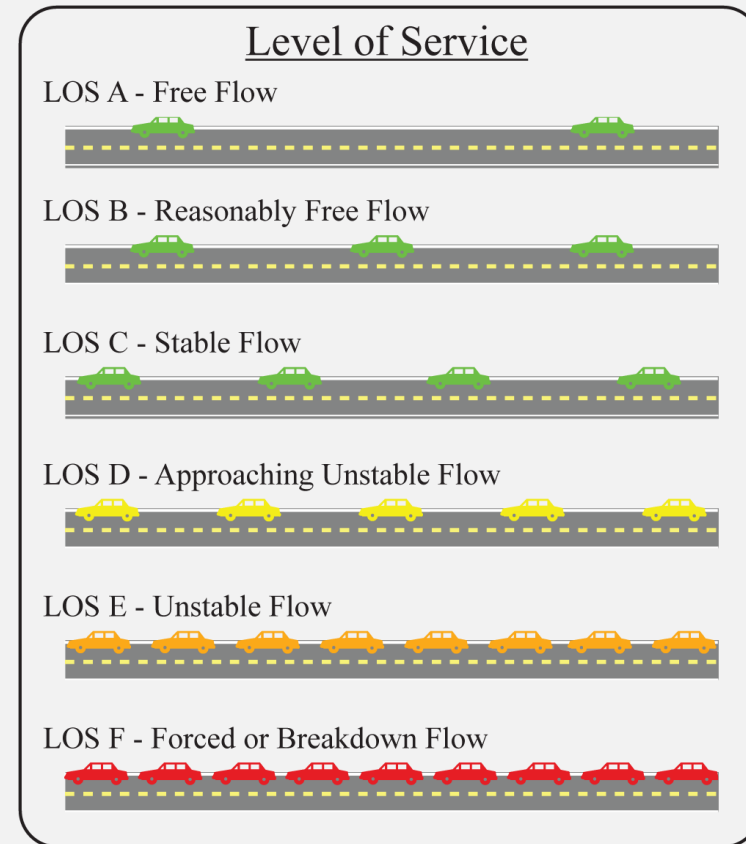 Level of Service
LOS A - Free Flow
LOS B - Reasonably Free Flow
LOS C - Stable Flow
LOS D - Approaching Unstable Flow
LOS E - Unstable Flow
LOS F - Forced or Breakdown Flow